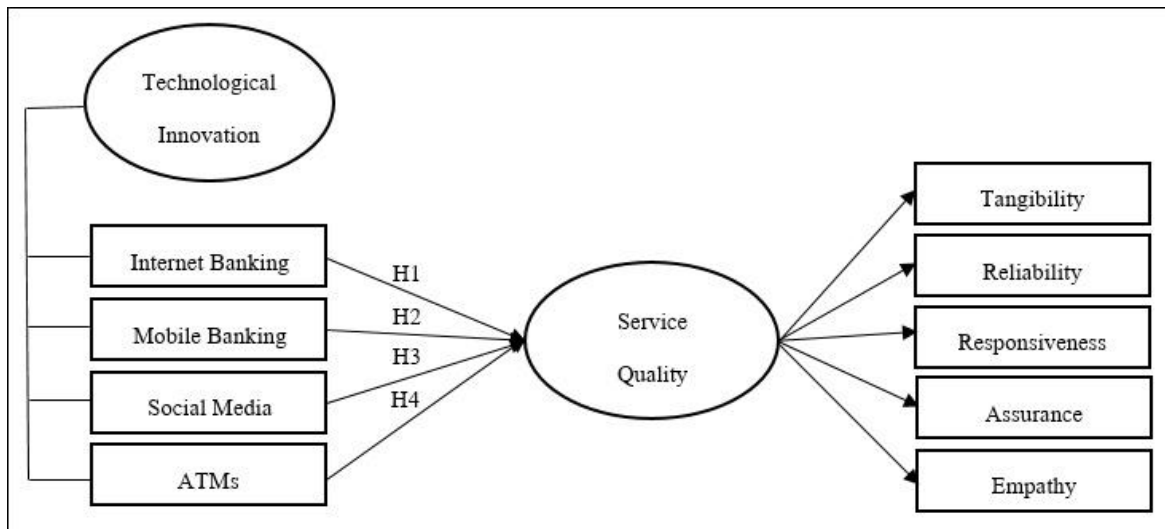 Technological
Innovation
Internet Banking
Mobile Banking
Social Media
ATMs
H1
H2
H3
H4
Service
Quality
Tangibility
Reliability
Responsiveness
Assurance
Empathy